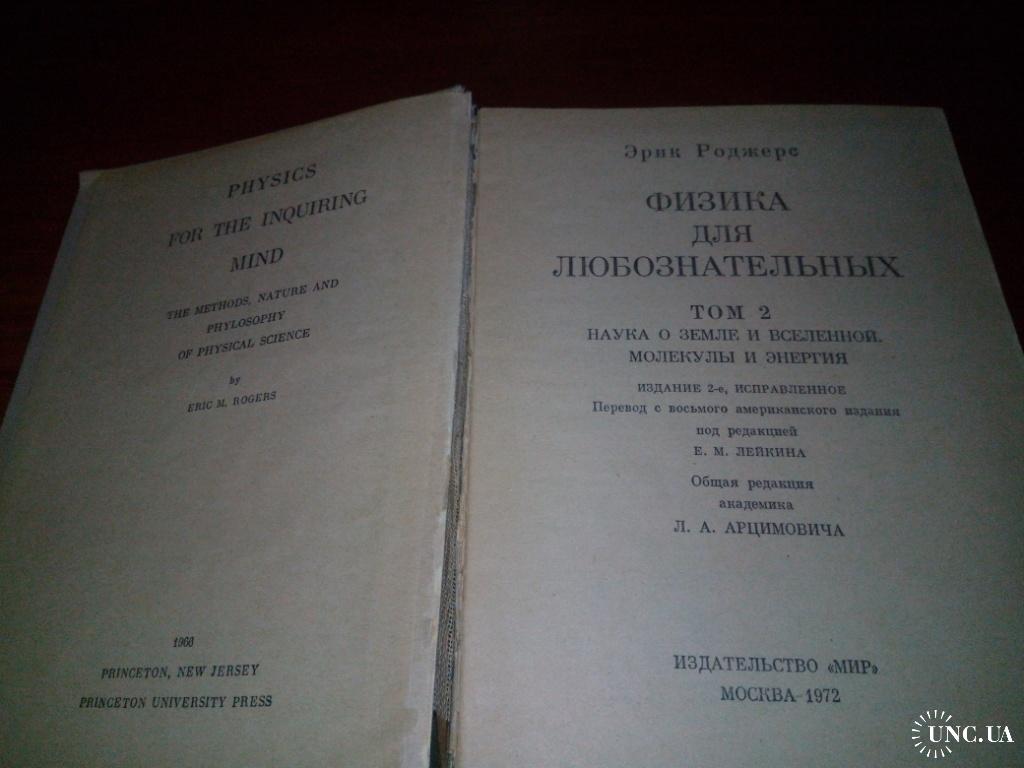 PHYSICS
FOR THE INQUIRING
MIND
THE METHODS, NATURE AND
PHYLOSOPHY
OF PHYSICAL SCIENCE
by
ERIC M. ROGERS
1966
PRINCETON, NEW JERSEY
PRINCETON UNIVERSITY PRESS
Эрик Роджерс
ФИЗИКА
ДЛЯ
ЛЮБОЗНАТЕЛЬНЫХ
ТОМ 2
НАУКА О ЗЕМЛЕ И ВСЕЛЕННОЙ.
МОЛЕКУЛЫ И ЭНЕРГИЯ
ИЗДАНИЕ 2-е, ИСПРАВЛЕННОЕ
Перевод с восьмого американского издания
под редакцией
Е. М. ЛЕЙКИНА
Общая редакция
академика
Л. А. АРЦИМОВИЧА
ИЗДАТЕЛЬСТВО «МИР»
МОСКВА-1972
UNC.UA